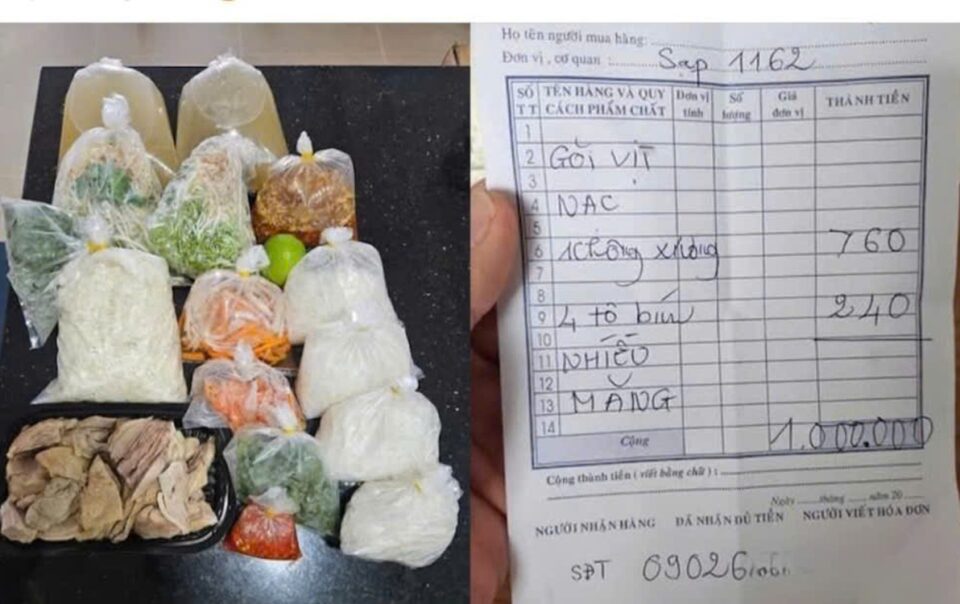 Họ tên người mua hàng:
Đơn vị, cơ quan : Sạp 1162
SỐ TT TÊN HÀNG VÀ QUY CÁCH PHẨM CHẤT Đơn vị tính Số lượng Giá đơn vị THÀNH TIỀN
1
2 GỎI VỊT
3
4 NẠC
5
6 không xương 760
7
8
9 4 tô bún 240
10
11 NHIỀU
12
13 MĂNG
14
Cộng 1.000.000
Cộng thành tiền ( viết bằng chữ ) :
Ngày tháng năm 20
NGƯỜI NHẬN HÀNG ĐÃ NHẬN ĐỦ TIỀN NGƯỜI VIẾT HÓA ĐƠN
SĐT 09026